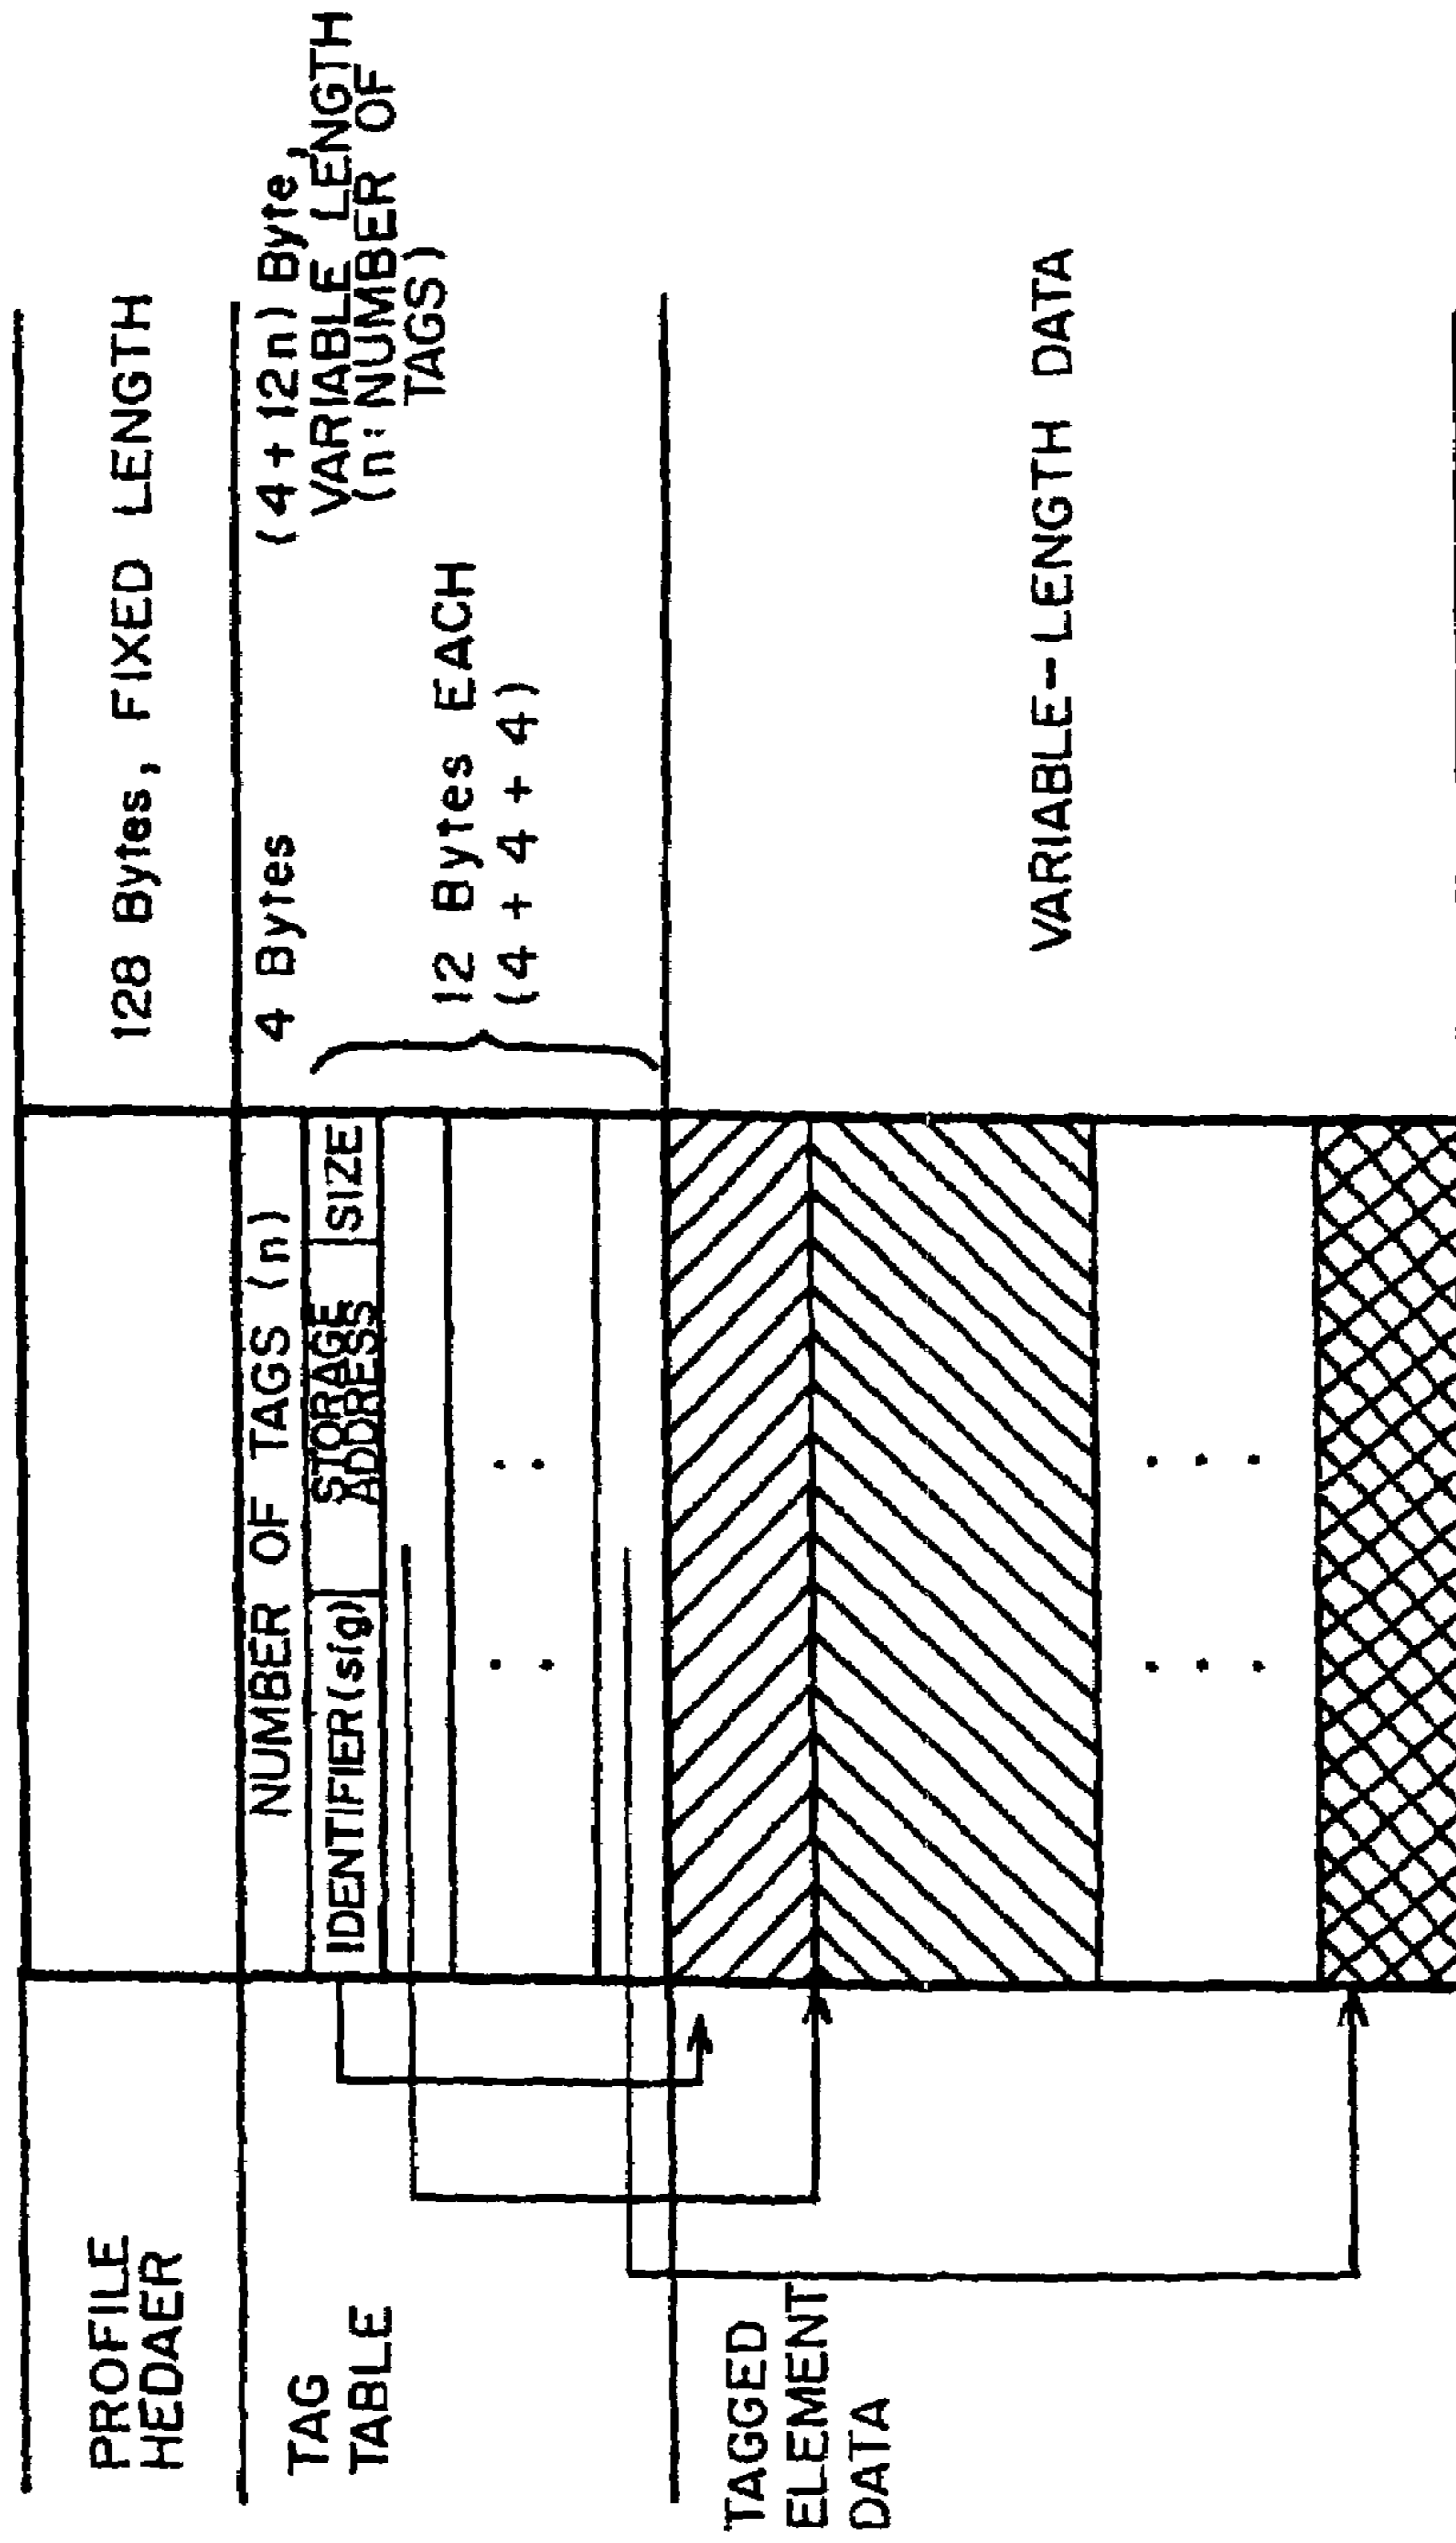 PROFILE
HEDAER
128 Bytes, FIXED LENGTH
TAG
TABLE
NUMBER OF TAGS (n)
4 Bytes
(4+12n) Byte,
VARIABLE LENGTH
(n: NUMBER OF
TAGS)
IDENTIFIER(sig)
STORAGE
ADDRESS
SIZE
12 Bytes EACH
(4 + 4 + 4)
TAGGED
ELEMENT
DATA
VARIABLE-LENGTH DATA